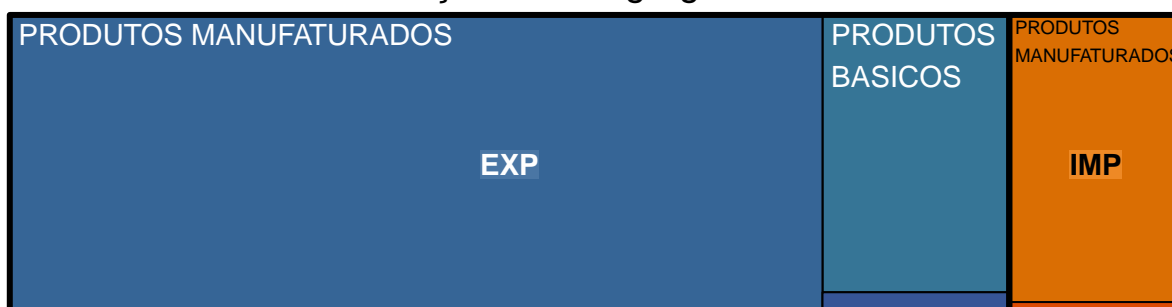 PRODUTOS MANUFATURADOS
EXP
PRODUTOS
BASICOS
PRODUTOS
MANUFATURADOS
IMP